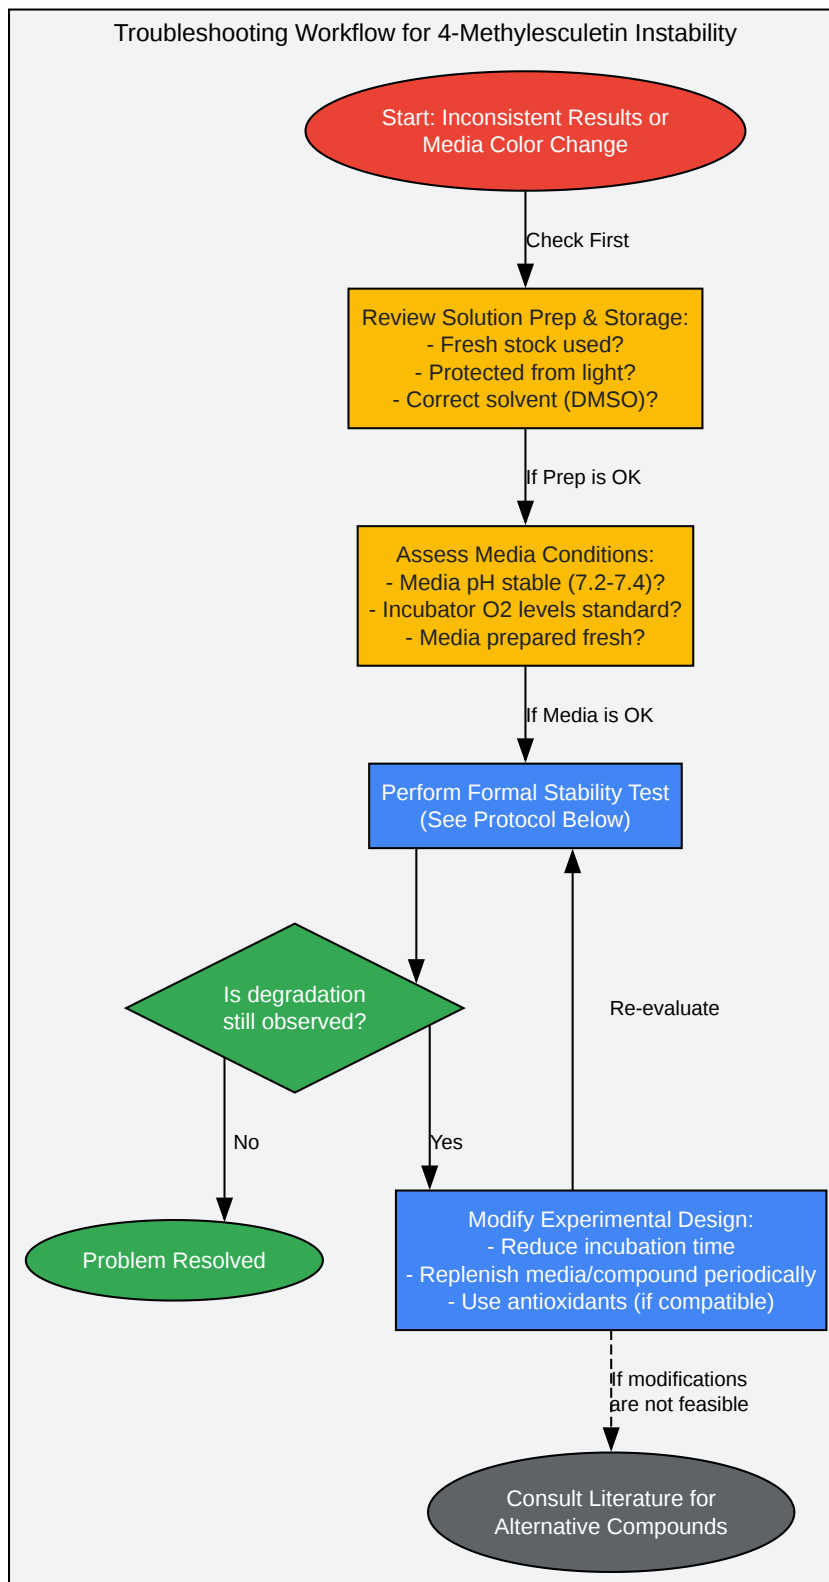 Troubleshooting Workflow for 4-Methylesculetin Instability
Start: Inconsistent Results or
Media Color Change
Check First
Review Solution Prep & Storage:
- Fresh stock used?
- Protected from light?
- Correct solvent (DMSO)?
If Prep is OK
Assess Media Conditions:
- Media pH stable (7.2-7.4)?
- Incubator O2 levels standard?
- Media prepared fresh?
If Media is OK
Perform Formal Stability Test
(See Protocol Below)
Is degradation
still observed?
Re-evaluate
No
Yes
Problem Resolved
Modify Experimental Design:
- Reduce incubation time
- Replenish media/compound periodically
- Use antioxidants (if compatible)
If modifications
are not feasible
Consult Literature for
Alternative Compounds